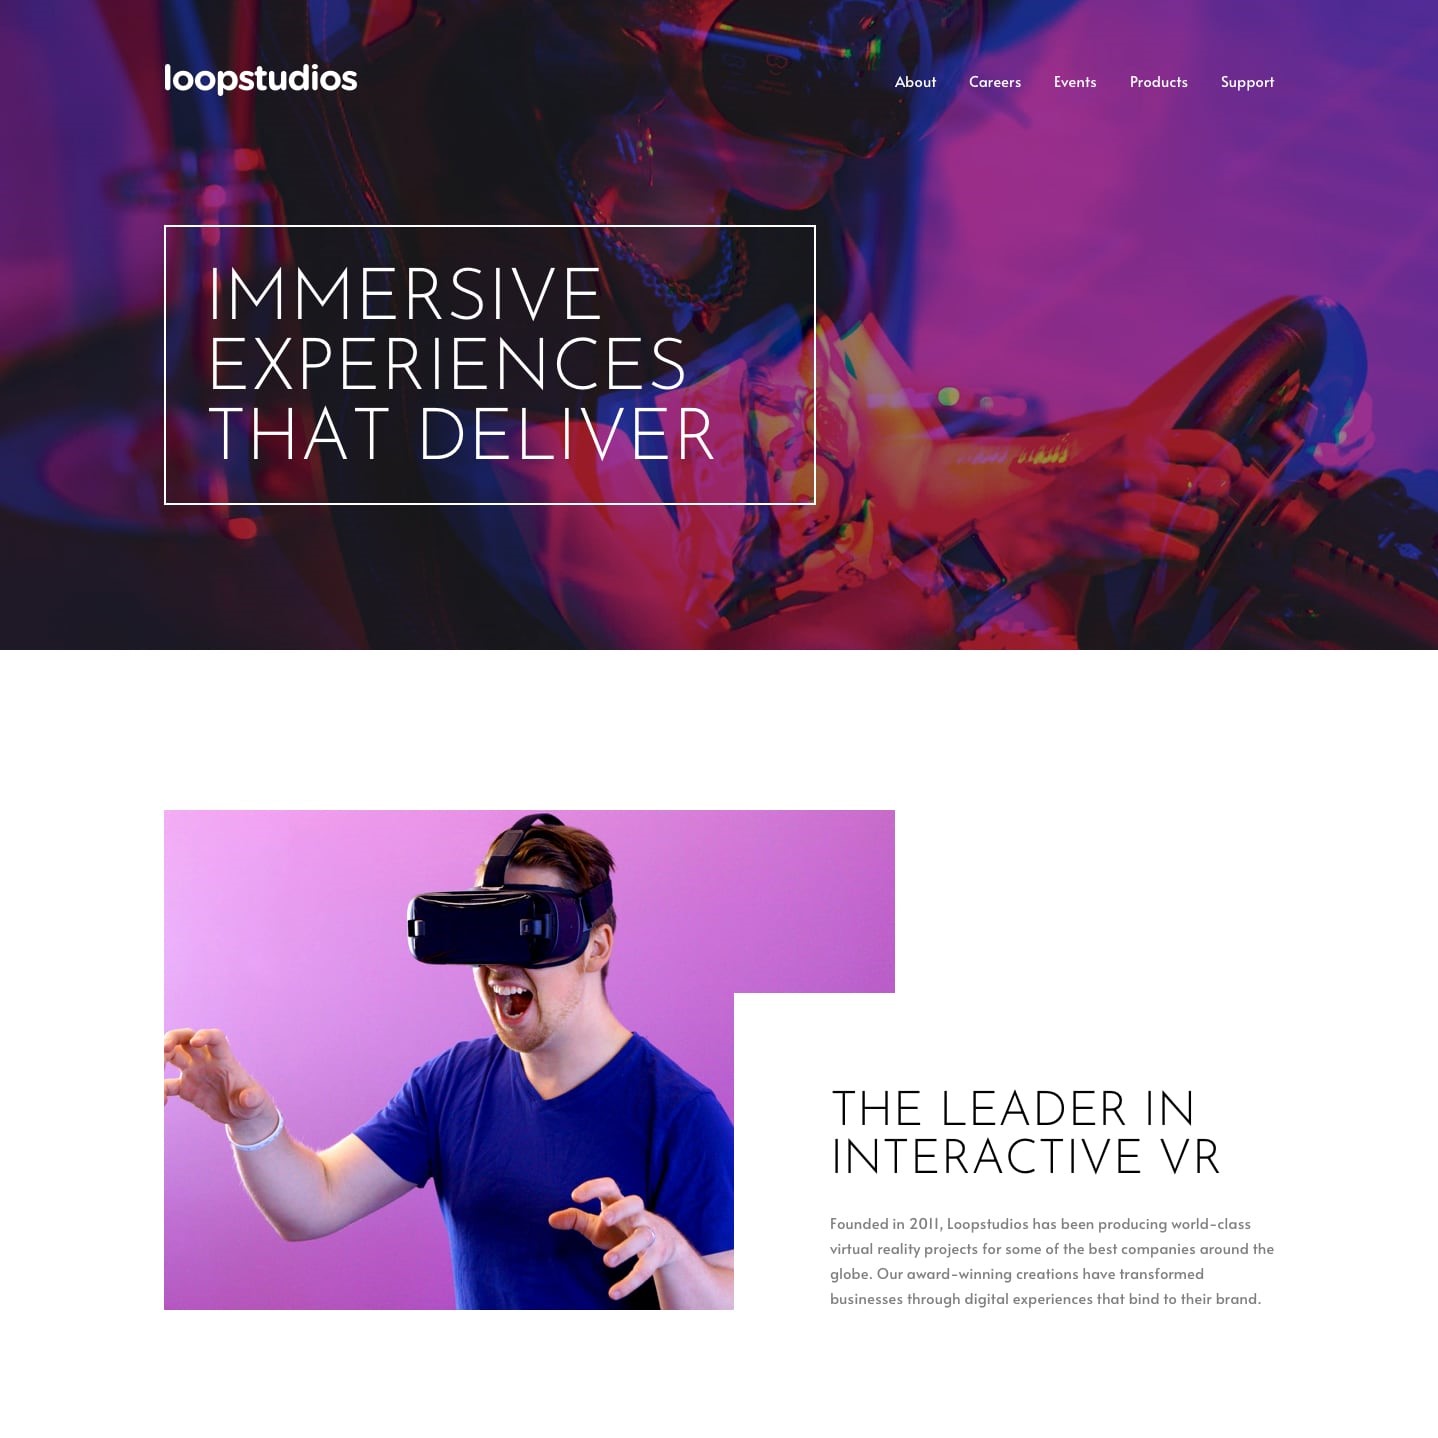 loopstudios
About Careers Events Products Support
IMMERSIVE
EXPERIENCES
THAT DELIVER
THE LEADER IN
INTERACTIVE VR
Founded in 2011, Loopstudios has been producing world-class
virtual reality projects for some of the best companies around the
globe. Our award-winning creations have transformed
businesses through digital experiences that bind to their brand.